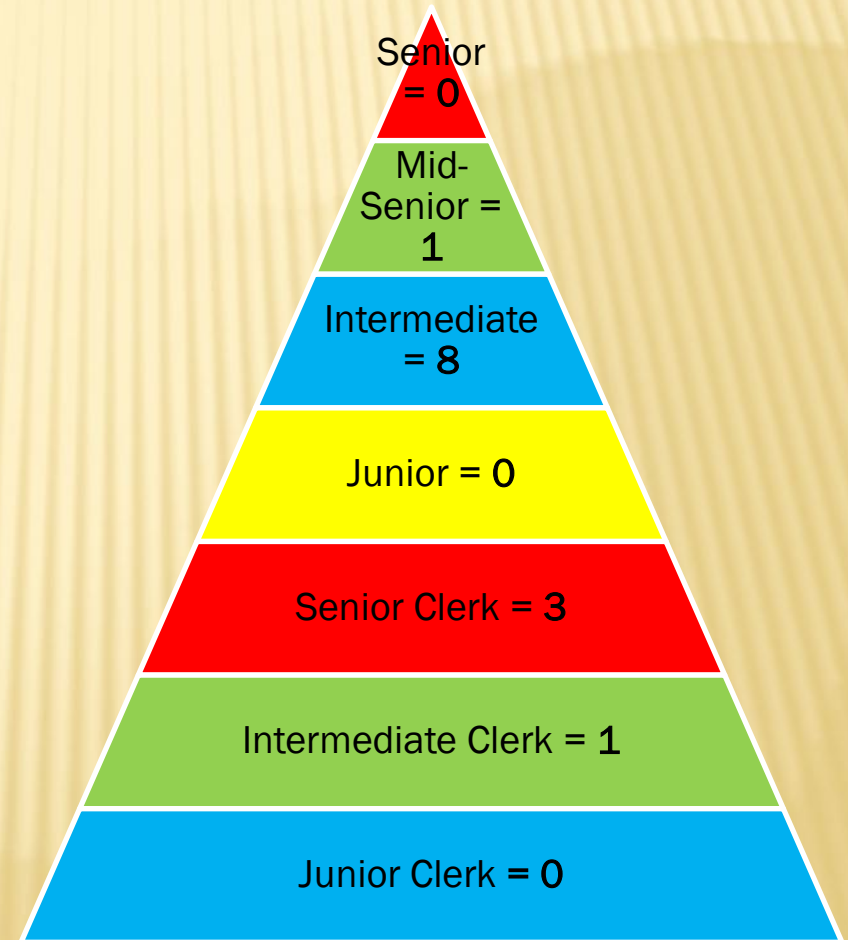 Senior
= 0
Mid-
Senior =
1
Intermediate
= 8
Junior = 0
Senior Clerk = 3
Intermediate Clerk = 1
Junior Clerk = 0